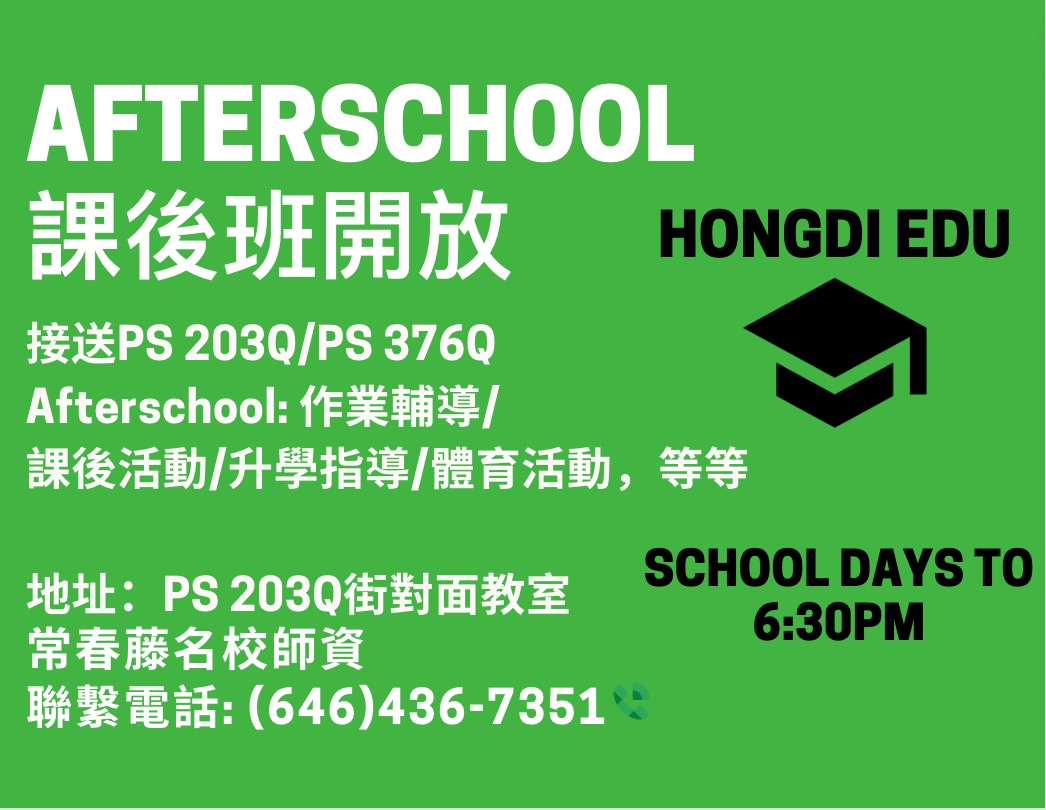 AFTERSCHOOL
課後班開放
HONGDI EDU
接送PS 203Q/PS 376Q
Afterschool: 作業輔導/
課後活動/升學指導/體育活動，等等
SCHOOL DAYS TO
6:30PM
地址：PS 203Q街對面教室
常春藤名校師資
聯繫電話: (646)436-7351